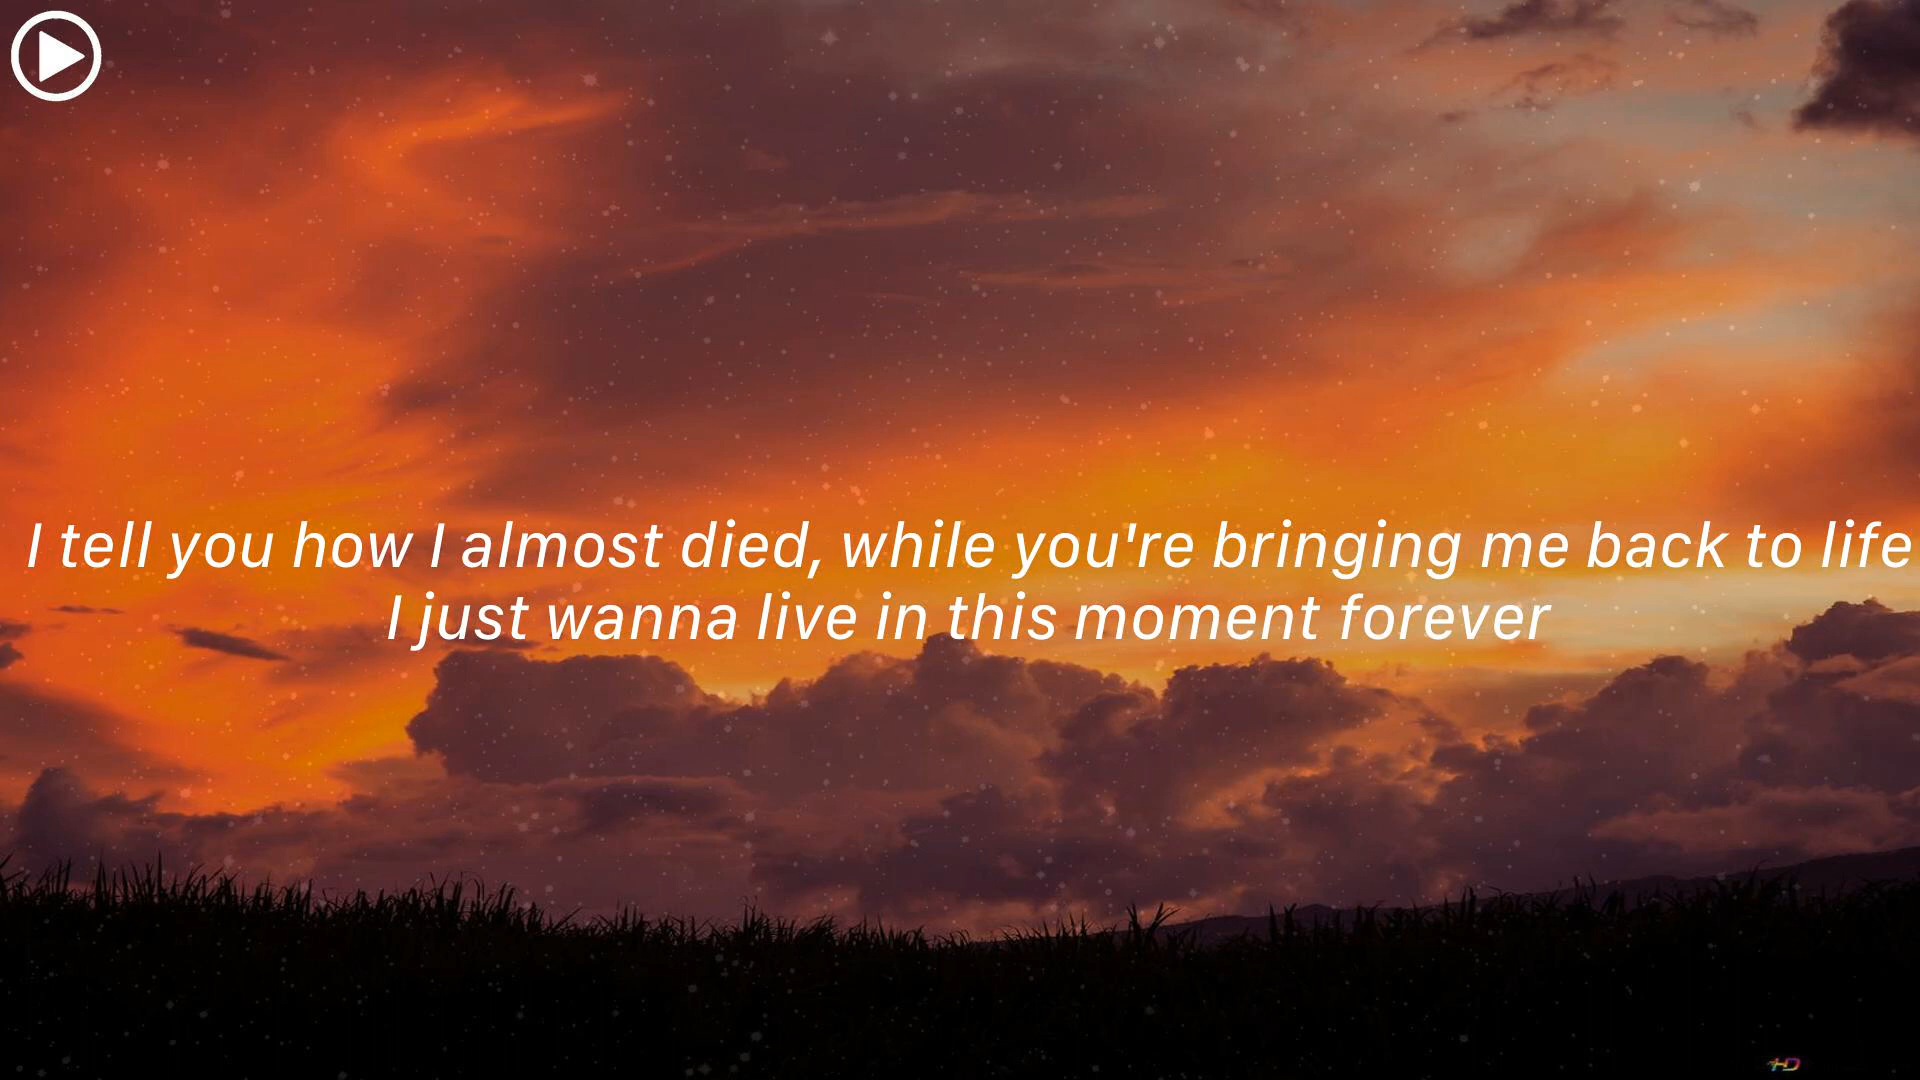 I tell you how I almost died, while you're bringing me back to life
I just wanna live in this moment forever
HD